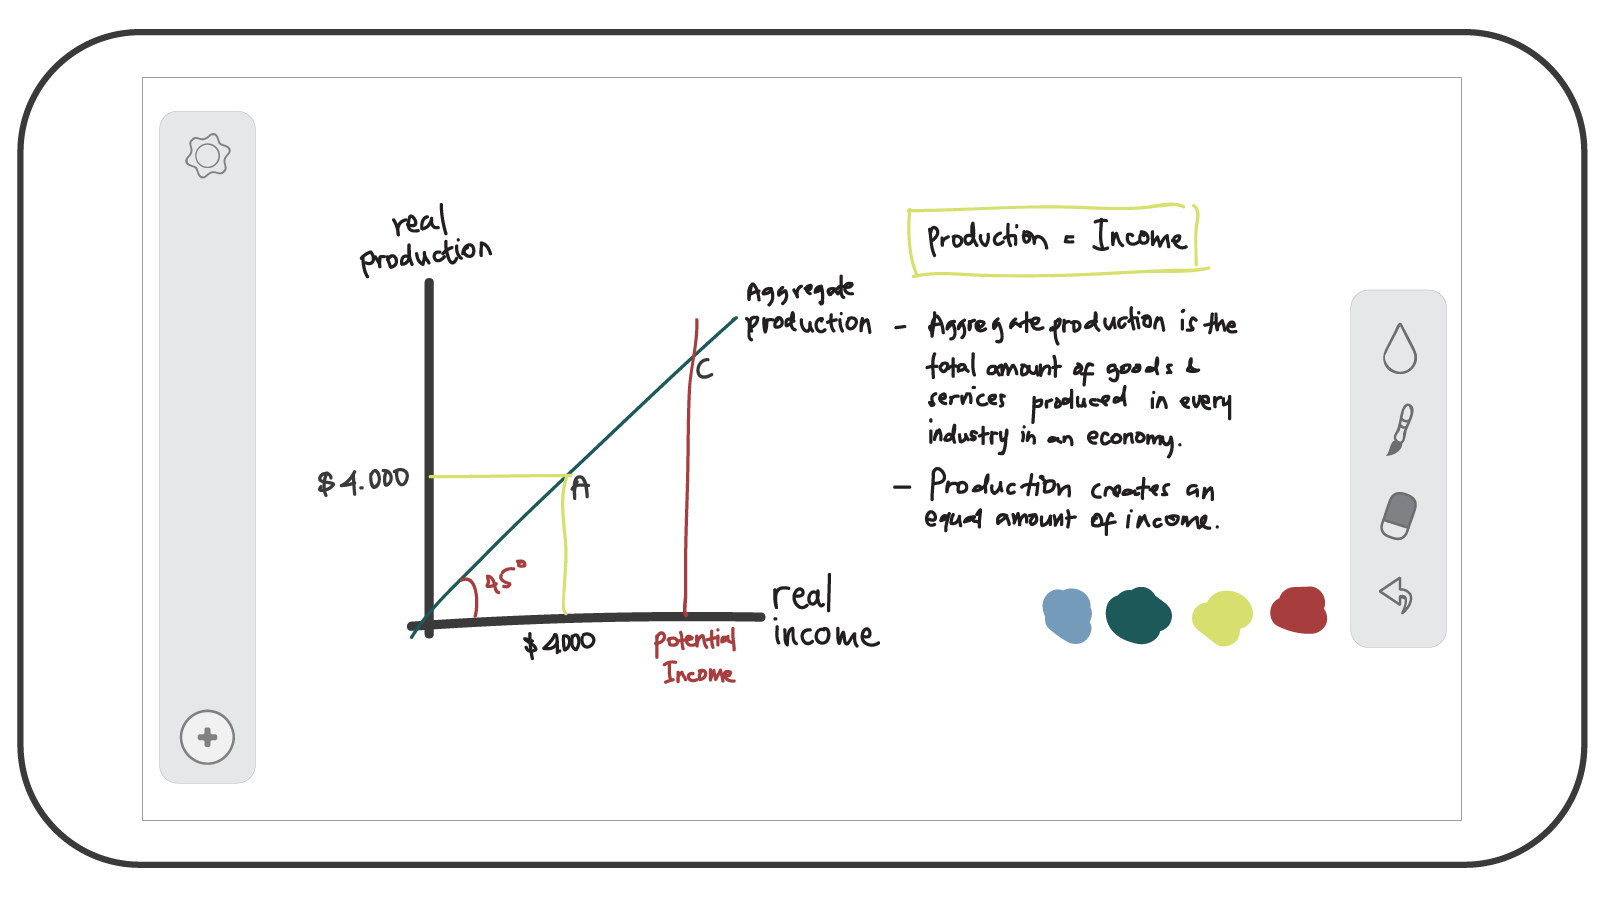 real
production
Aggregate
production
$4.000
A
C
45°
$4000
Potential
Income
real
income
Production = Income
- Aggregate production is the
total amount of goods &
services produced in every
industry in an economy.
- Production creates an
equal amount of income.